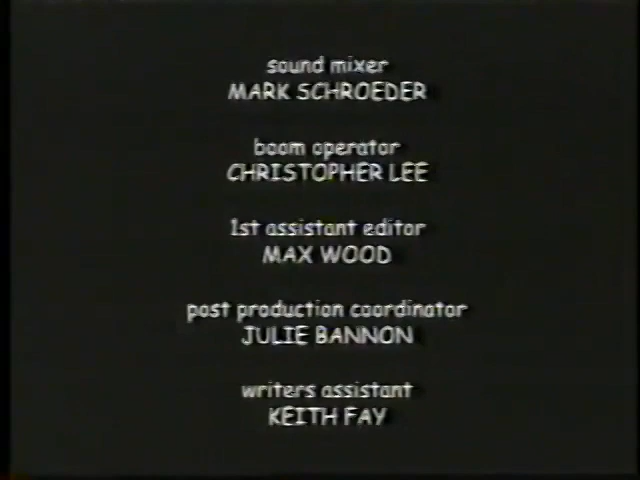 sound mixer
MARK SCHROEDER
boom operator
CHRISTOPHER LEE
1st assistant editor
MAX WOOD
post production coordinator
JULIE BANNON
writers assistant
KEITH FAY